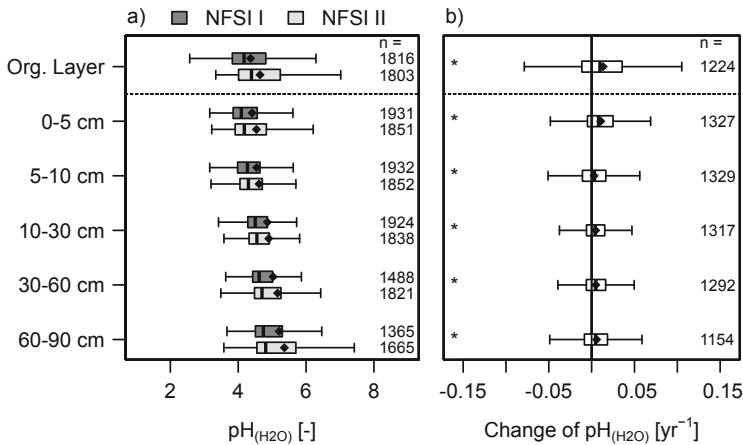 a) NFSI I NFSI II b)
n = n =
Org. Layer 1816 * 1224
1803
0-5 cm 1931 * 1327
1851
5-10 cm 1932 * 1329
1852
10-30 cm 1924 * 1317
1838
30-60 cm 1488 * 1292
1821
60-90 cm 1365 * 1154
1665
2 4 6 8 -0.15 -0.05 0.05 0.15
pH(H2O) [-] Change of pH(H2O) [yr⁻¹]